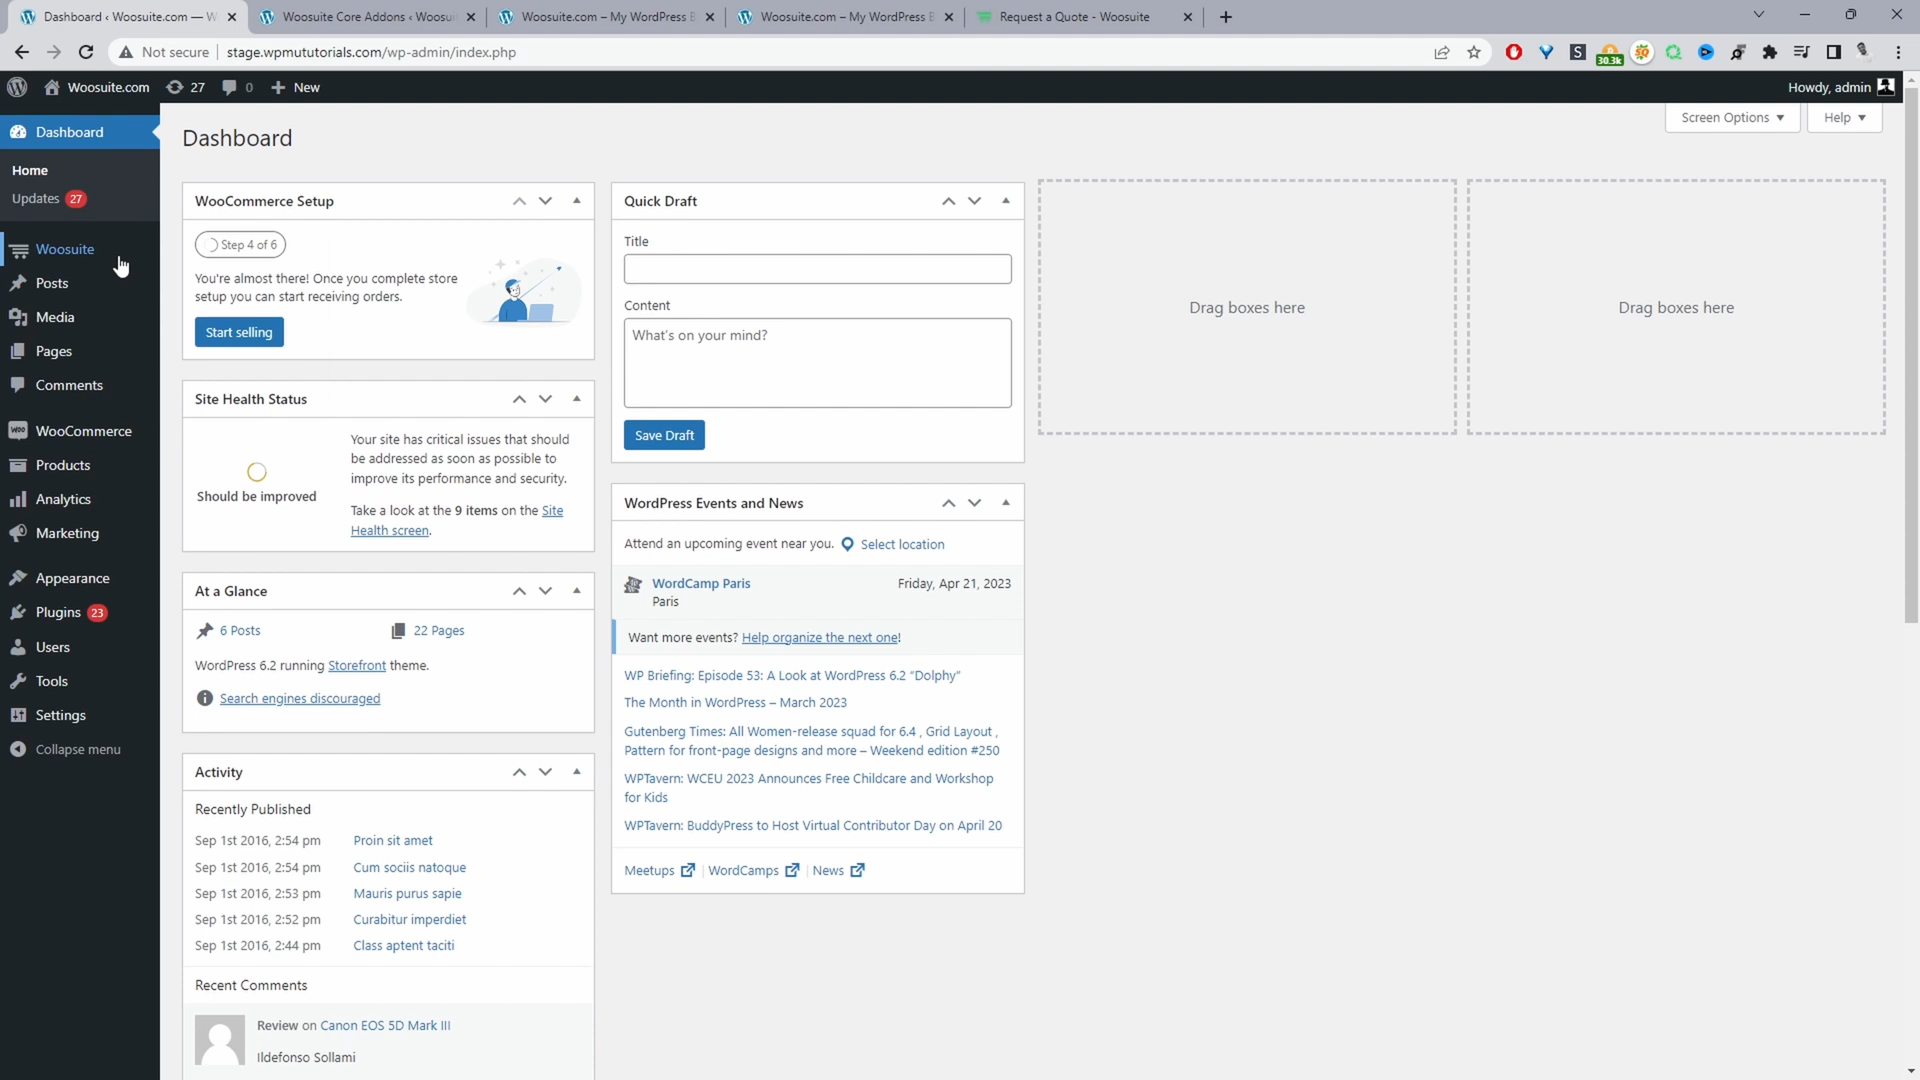 Dashboard ‹ Woosuite.com — W
Woosuite Core Addons ‹ Woosui
Woosuite.com – My WordPress B
Woosuite.com – My WordPress B
Request a Quote - Woosuite
Not secure
stage.wpmututorials.com/wp-admin/index.php
30.3k
Woosuite.com
27
0
New
Howdy, admin
Dashboard
Home
Updates 27
Woosuite
Posts
Media
Pages
Comments
WooCommerce
Products
Analytics
Marketing
Appearance
Plugins 23
Users
Tools
Settings
Collapse menu
Dashboard
Screen Options
Help
WooCommerce Setup
Step 4 of 6
You're almost there! Once you complete store
setup you can start receiving orders.
Start selling
Site Health Status
Should be improved
Your site has critical issues that should
be addressed as soon as possible to
improve its performance and security.
Take a look at the 9 items on the Site
Health screen.
At a Glance
6 Posts
22 Pages
WordPress 6.2 running Storefront theme.
Search engines discouraged
Activity
Recently Published
Sep 1st 2016, 2:54 pm Proin sit amet
Sep 1st 2016, 2:54 pm Cum sociis natoque
Sep 1st 2016, 2:53 pm Mauris purus sapie
Sep 1st 2016, 2:52 pm Curabitur imperdiet
Sep 1st 2016, 2:44 pm Class aptent taciti
Recent Comments
Review on Canon EOS 5D Mark III
Ildefonso Sollami
Quick Draft
Title
Content
What's on your mind?
Save Draft
WordPress Events and News
Attend an upcoming event near you. Select location
WordCamp Paris
Friday, Apr 21, 2023
Paris
Want more events? Help organize the next one!
WP Briefing: Episode 53: A Look at WordPress 6.2 "Dolphy"
The Month in WordPress – March 2023
Gutenberg Times: All Women-release squad for 6.4 , Grid Layout ,
Pattern for front-page designs and more – Weekend edition #250
WPTavern: WCEU 2023 Announces Free Childcare and Workshop
for Kids
WPTavern: BuddyPress to Host Virtual Contributor Day on April 20
Meetups | WordCamps | News
Drag boxes here
Drag boxes here